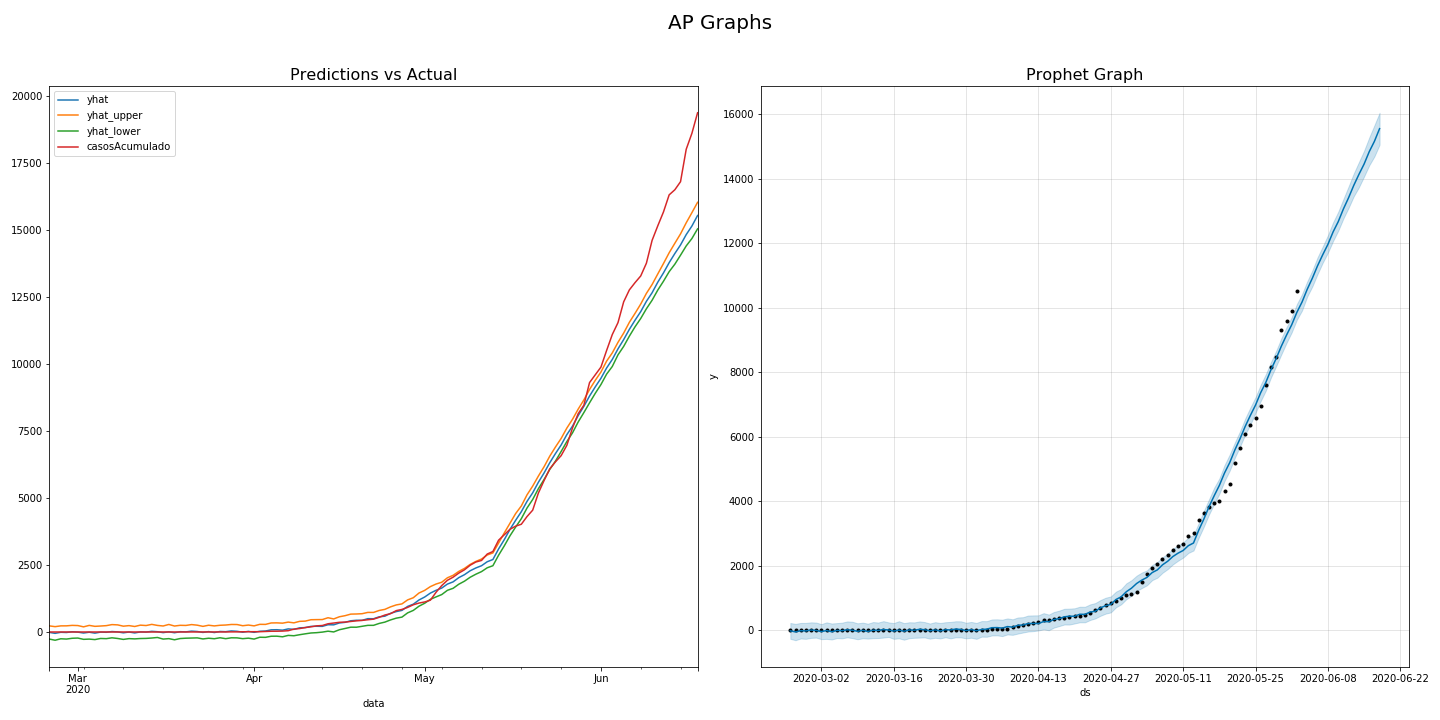 AP Graphs
Predictions vs Actual
yhat
yhat_upper
yhat_lower
casosAcumulado
20000
17500
15000
12500
10000
7500
5000
2500
0
Mar
2020
Apr
May
Jun
data
Prophet Graph
y
16000
14000
12000
10000
8000
6000
4000
2000
0
2020-03-02
2020-03-16
2020-03-30
2020-04-13
2020-04-27
2020-05-11
2020-05-25
2020-06-08
2020-06-22
ds